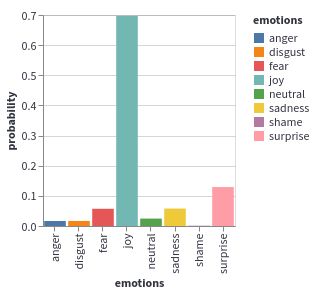 0.7
0.6
0.5
0.4
0.3
0.2
0.1
0.0
probability
anger
disgust
fear
joy
neutral
sadness
shame
surprise
emotions
emotions
anger
disgust
fear
joy
neutral
sadness
shame
surprise